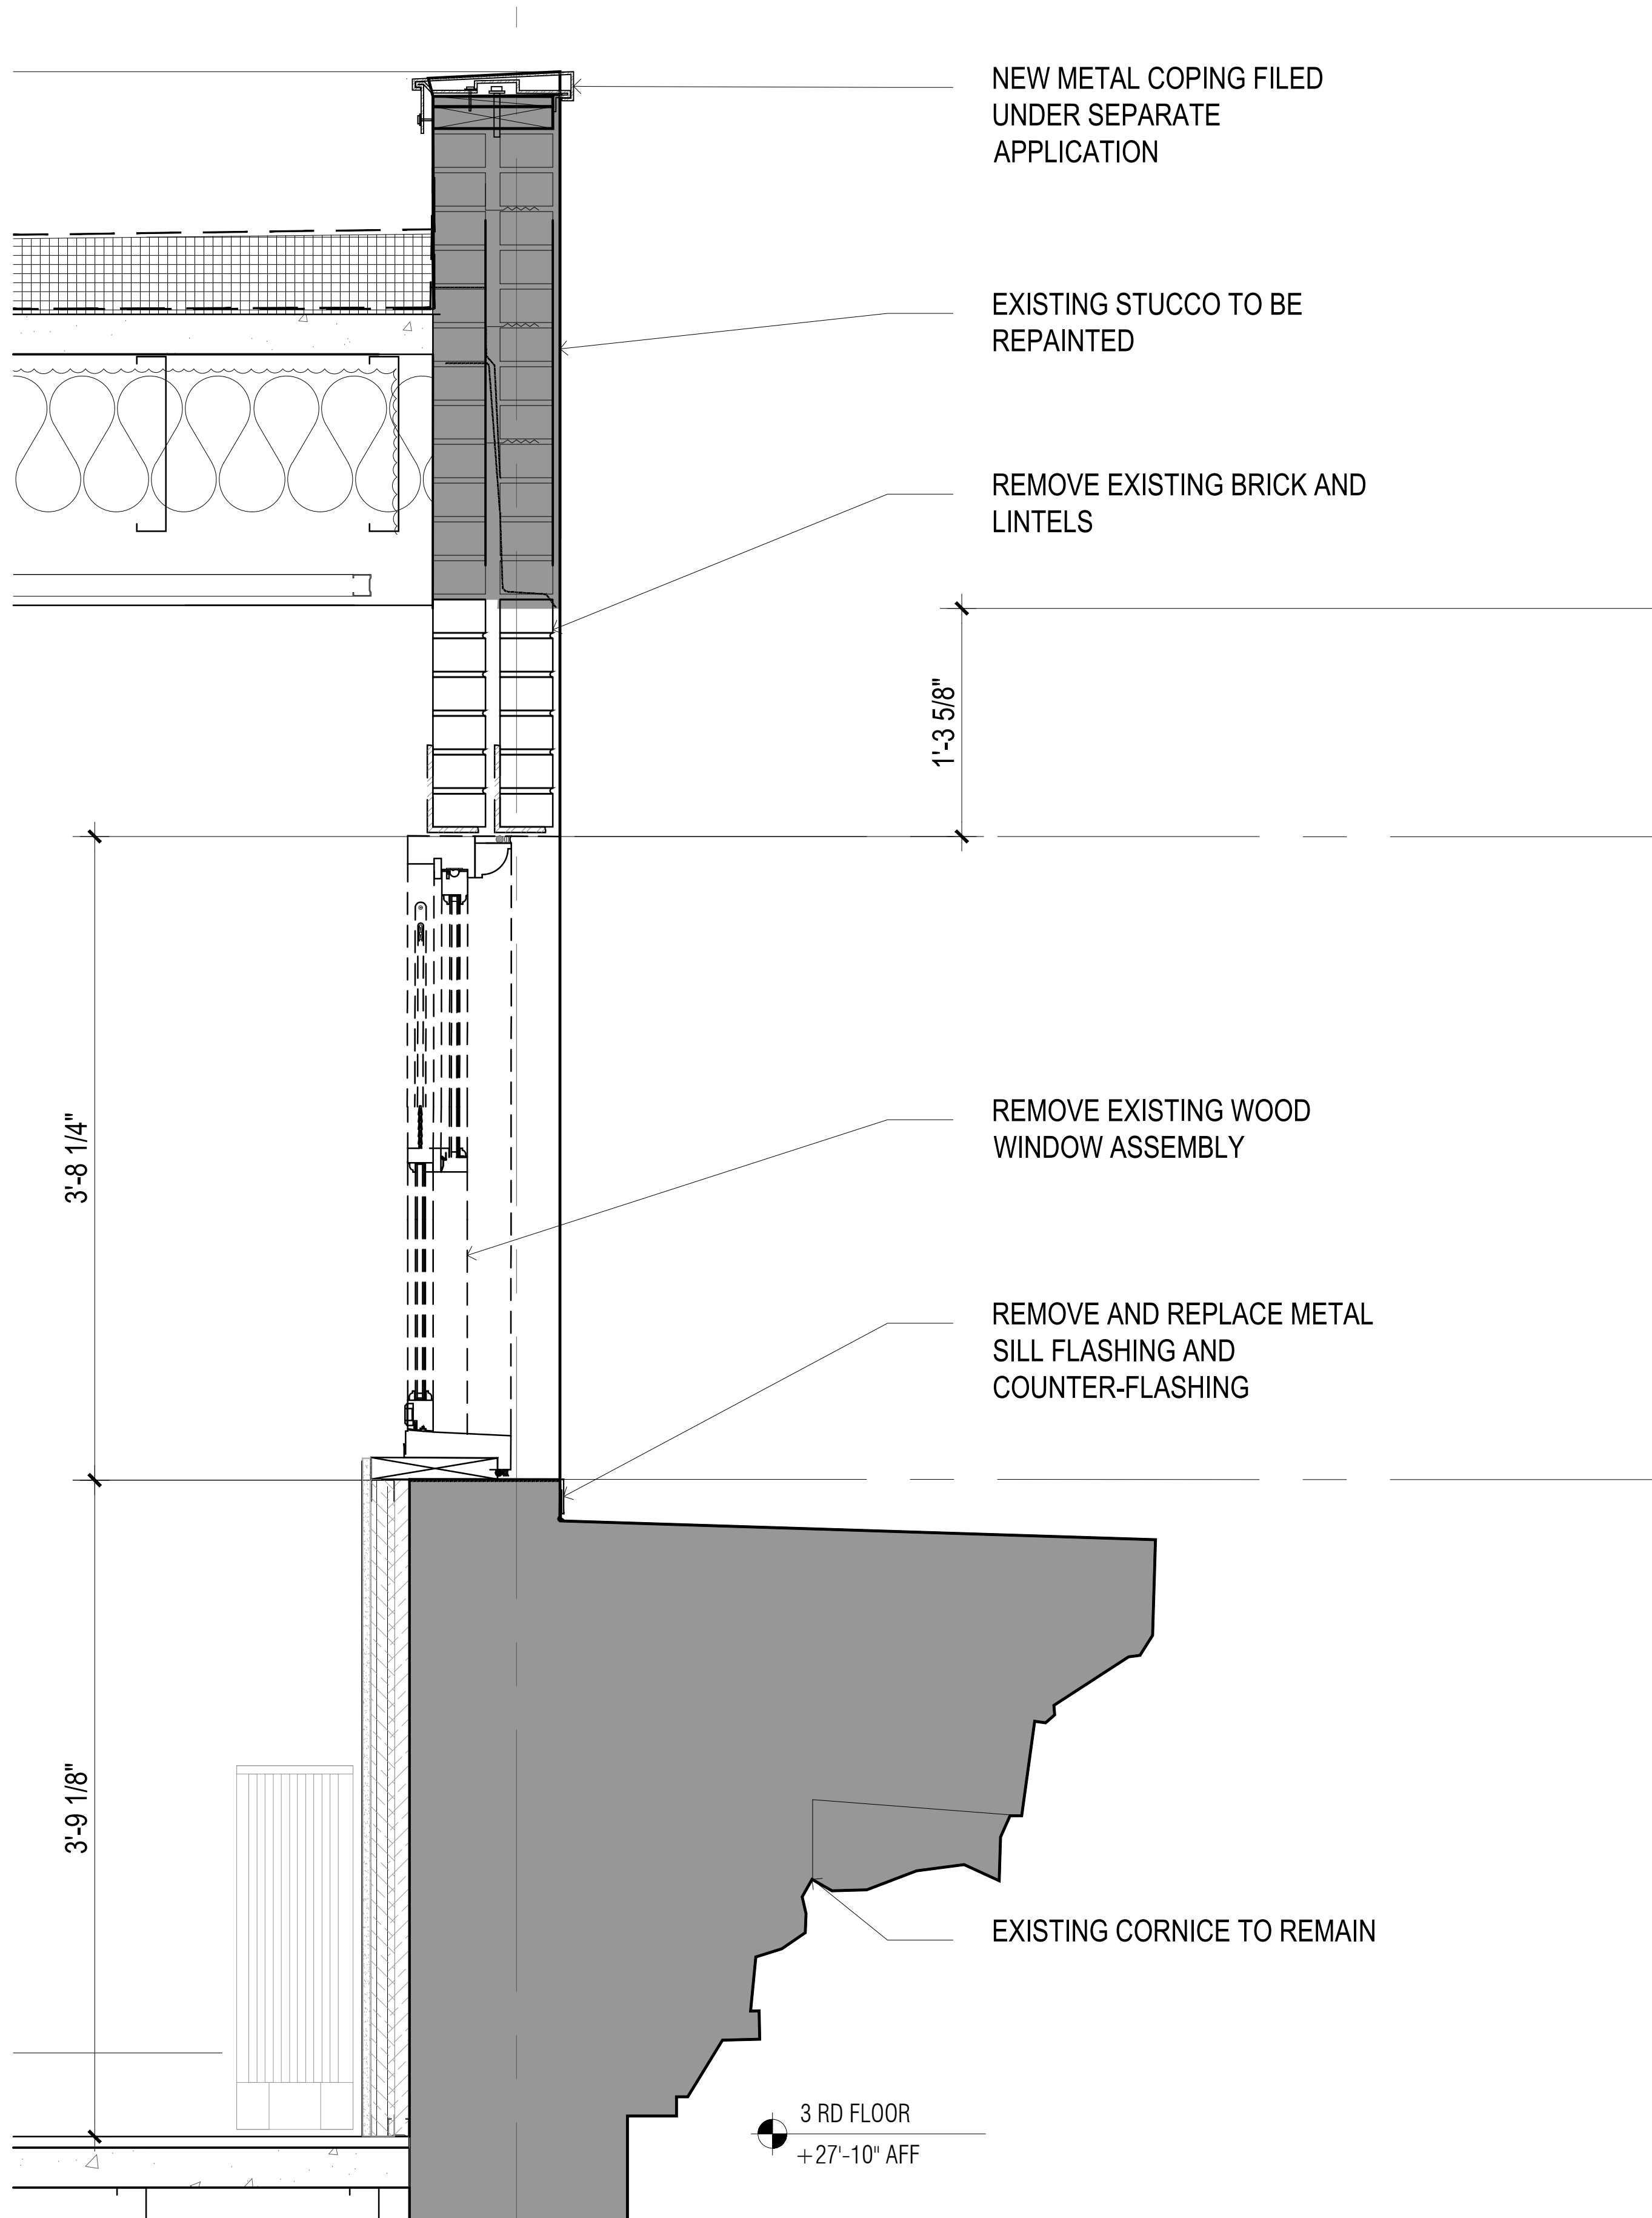 NEW METAL COPING FILED
UNDER SEPARATE
APPLICATION
EXISTING STUCCO TO BE
REPAINTED
REMOVE EXISTING BRICK AND
LINTELS
1'-3 5/8"
3'-8 1/4"
REMOVE EXISTING WOOD
WINDOW ASSEMBLY
REMOVE AND REPLACE METAL
SILL FLASHING AND
COUNTER-FLASHING
3'-9 1/8"
EXISTING CORNICE TO REMAIN
3 RD FLOOR
+27'-10" AFF